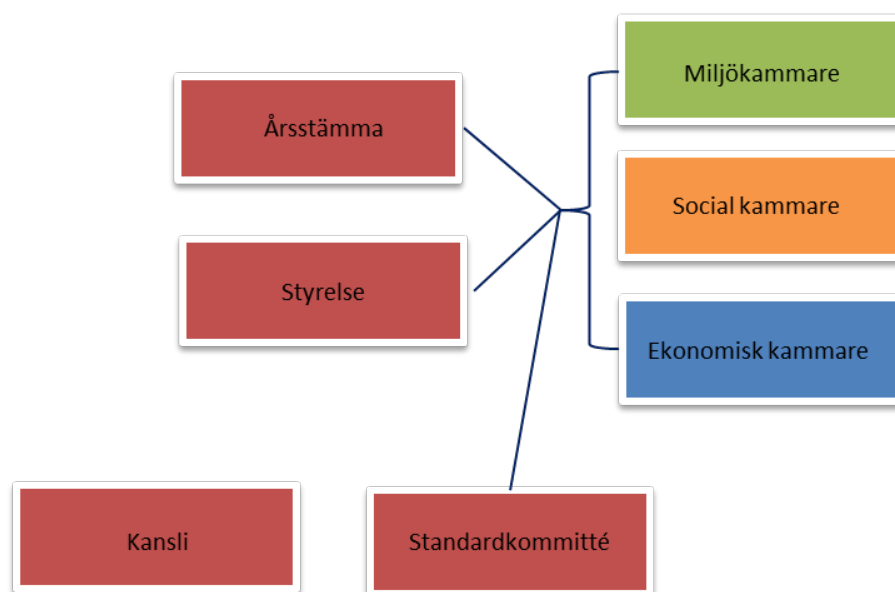 Miljökammare
Årsstämma
Social kammare
Styrelse
Ekonomisk kammare
Kansli
Standardkommitté